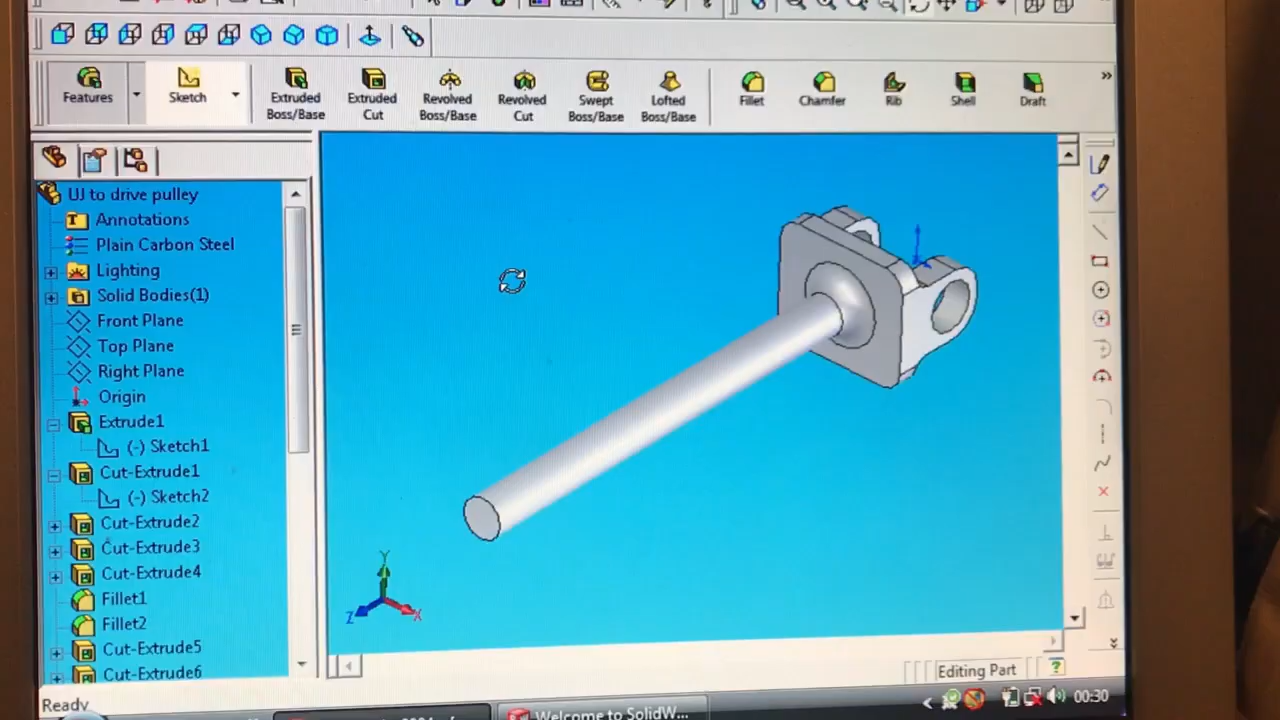 Features
Sketch
Extruded Boss/Base
Extruded Cut
Revolved Boss/Base
Revolved Cut
Swept Boss/Base
Lofted Boss/Base
Fillet
Chamfer
Rib
Shell
Draft
UJ to drive pulley
Annotations
Plain Carbon Steel
Lighting
Solid Bodies(1)
Front Plane
Top Plane
Right Plane
Origin
Extrude1
(-) Sketch1
Cut-Extrude1
(-) Sketch2
Cut-Extrude2
Cut-Extrude3
Cut-Extrude4
Fillet1
Fillet2
Cut-Extrude5
Cut-Extrude6
Y
Z
X
Editing Part
Ready
Welcome to SolidW...
00:30